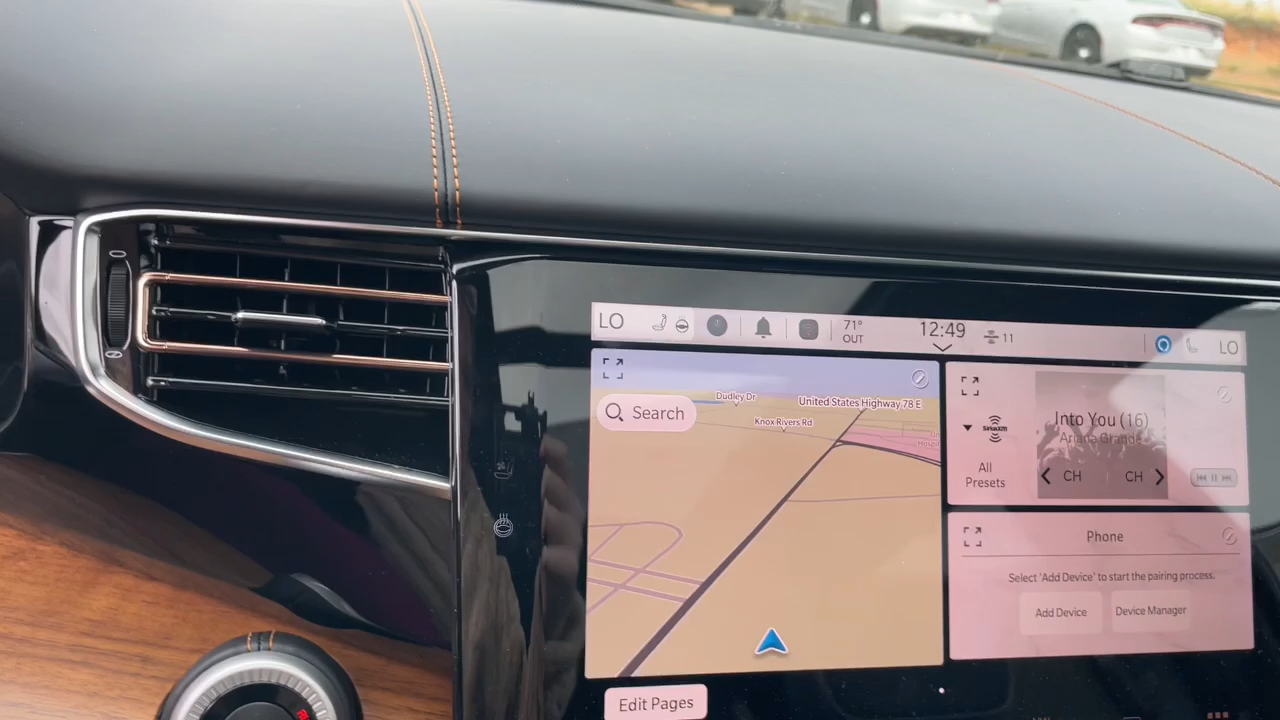 LO
71°
OUT
12:49
11
LO
Search
Dudley Dr
United States Highway 78 E
Knox Rivers Rd
SiriusXM
All
Presets
Into You (16)
Ariana Grande
CH
CH
Phone
Select 'Add Device' to start the pairing process.
Add Device
Device Manager
Edit Pages